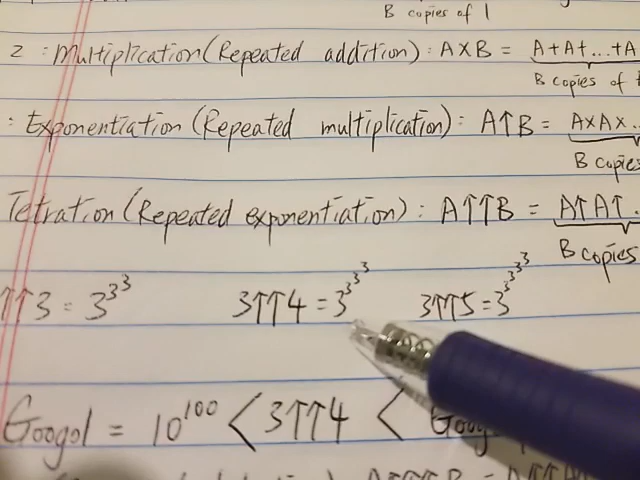 B copies of 1
2 : Multiplication (Repeated addition) : A×B = A+A+...+A
B copies of
: Exponentiation (Repeated multiplication) : A↑B = A×A×..
B copies
Tetration (Repeated exponentiation) : A↑↑B = A↑A↑..
B copies
↑↑3 = 3^3^3 3↑↑4 = 3^3^3^3 3↑↑5 = 3^3^3^3^3
Googol = 10^100 < 3↑↑4 <